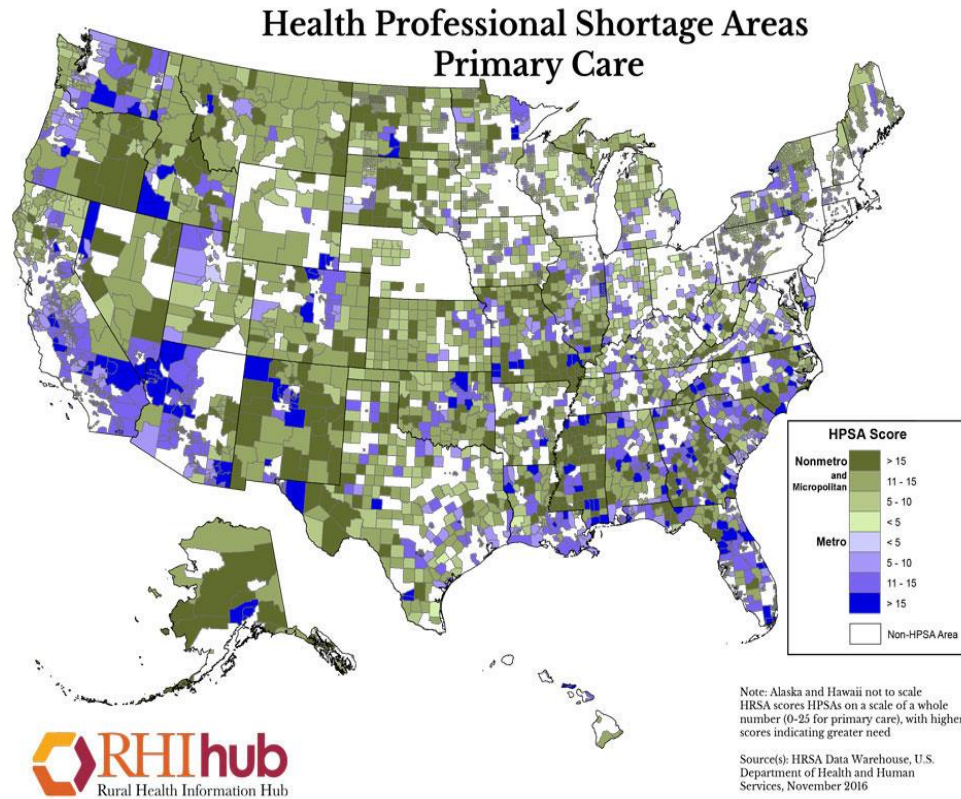 Health Professional Shortage Areas
Primary Care
HPSA Score
Nonmetro
and
Micropolitan
> 15
11 - 15
5 - 10
< 5
Metro
< 5
5 - 10
11 - 15
>15
Non-HPSA Area
Note: Alaska and Hawaii not to scale
HRSA scores HPSAs on a scale of a whole
number (0-25 for primary care), with higher
scores indicating greater need
Source(s): HRSA Data Warehouse, U.S.
Department of Health and Human
Services, November 2016
RHIhub
Rural Health Information Hub